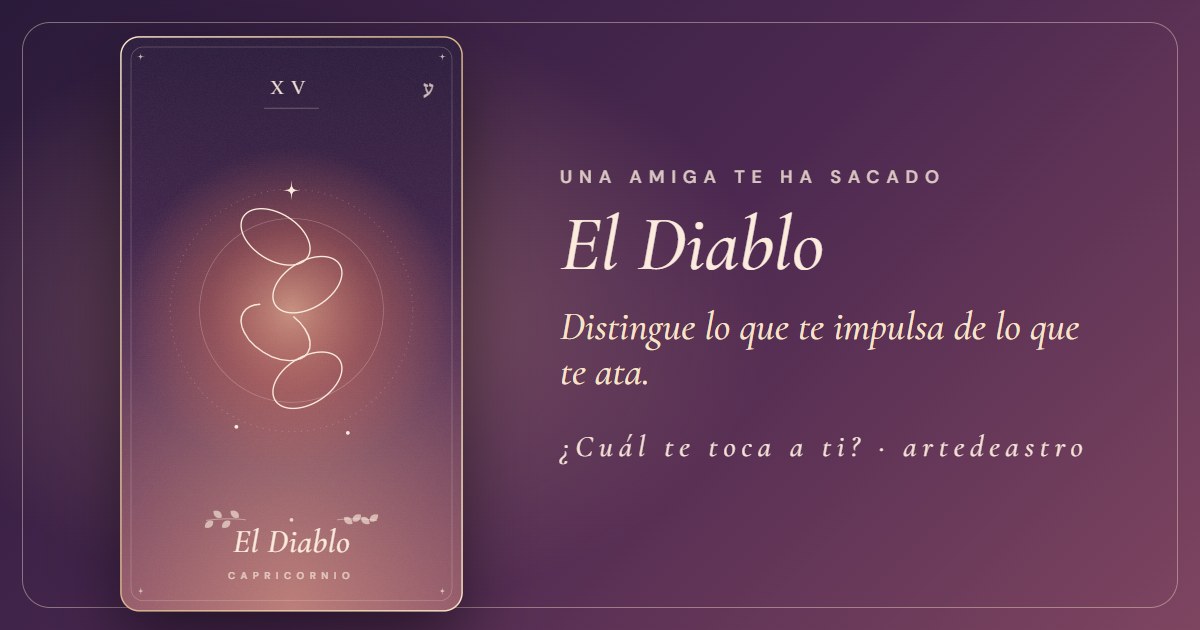 XV
ע
El Diablo
CAPRICORNIO
UNA AMIGA TE HA SACADO
El Diablo
Distingue lo que te impulsa de lo que
te ata.
¿Cuál te toca a ti? · artedeastro